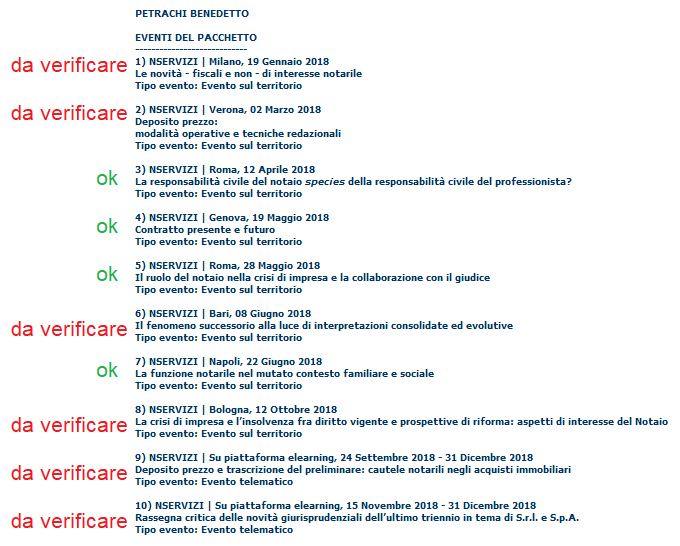 PETRACHI BENEDETTO
EVENTI DEL PACCHETTO
----------------------------
da verificare
1) NSERVIZI | Milano, 19 Gennaio 2018
Le novità - fiscali e non - di interesse notarile
Tipo evento: Evento sul territorio
da verificare
2) NSERVIZI | Verona, 02 Marzo 2018
Deposito prezzo:
modalità operative e tecniche redazionali
Tipo evento: Evento sul territorio
ok
3) NSERVIZI | Roma, 12 Aprile 2018
La responsabilità civile del notaio species della responsabilità civile del professionista?
Tipo evento: Evento sul territorio
ok
4) NSERVIZI | Genova, 19 Maggio 2018
Contratto presente e futuro
Tipo evento: Evento sul territorio
ok
5) NSERVIZI | Roma, 28 Maggio 2018
Il ruolo del notaio nella crisi di impresa e la collaborazione con il giudice
Tipo evento: Evento sul territorio
da verificare
6) NSERVIZI | Bari, 08 Giugno 2018
Il fenomeno successorio alla luce di interpretazioni consolidate ed evolutive
Tipo evento: Evento sul territorio
ok
7) NSERVIZI | Napoli, 22 Giugno 2018
La funzione notarile nel mutato contesto familiare e sociale
Tipo evento: Evento sul territorio
da verificare
8) NSERVIZI | Bologna, 12 Ottobre 2018
La crisi di impresa e l'insolvenza fra diritto vigente e prospettive di riforma: aspetti di interesse del Notaio
Tipo evento: Evento sul territorio
da verificare
9) NSERVIZI | Su piattaforma elearning, 24 Settembre 2018 - 31 Dicembre 2018
Deposito prezzo e trascrizione del preliminare: cautele notarili negli acquisti immobiliari
Tipo evento: Evento telematico
da verificare
10) NSERVIZI | Su piattaforma elearning, 15 Novembre 2018 - 31 Dicembre 2018
Rassegna critica delle novità giurisprudenziali dell'ultimo triennio in tema di S.r.l. e S.p.A.
Tipo evento: Evento telematico